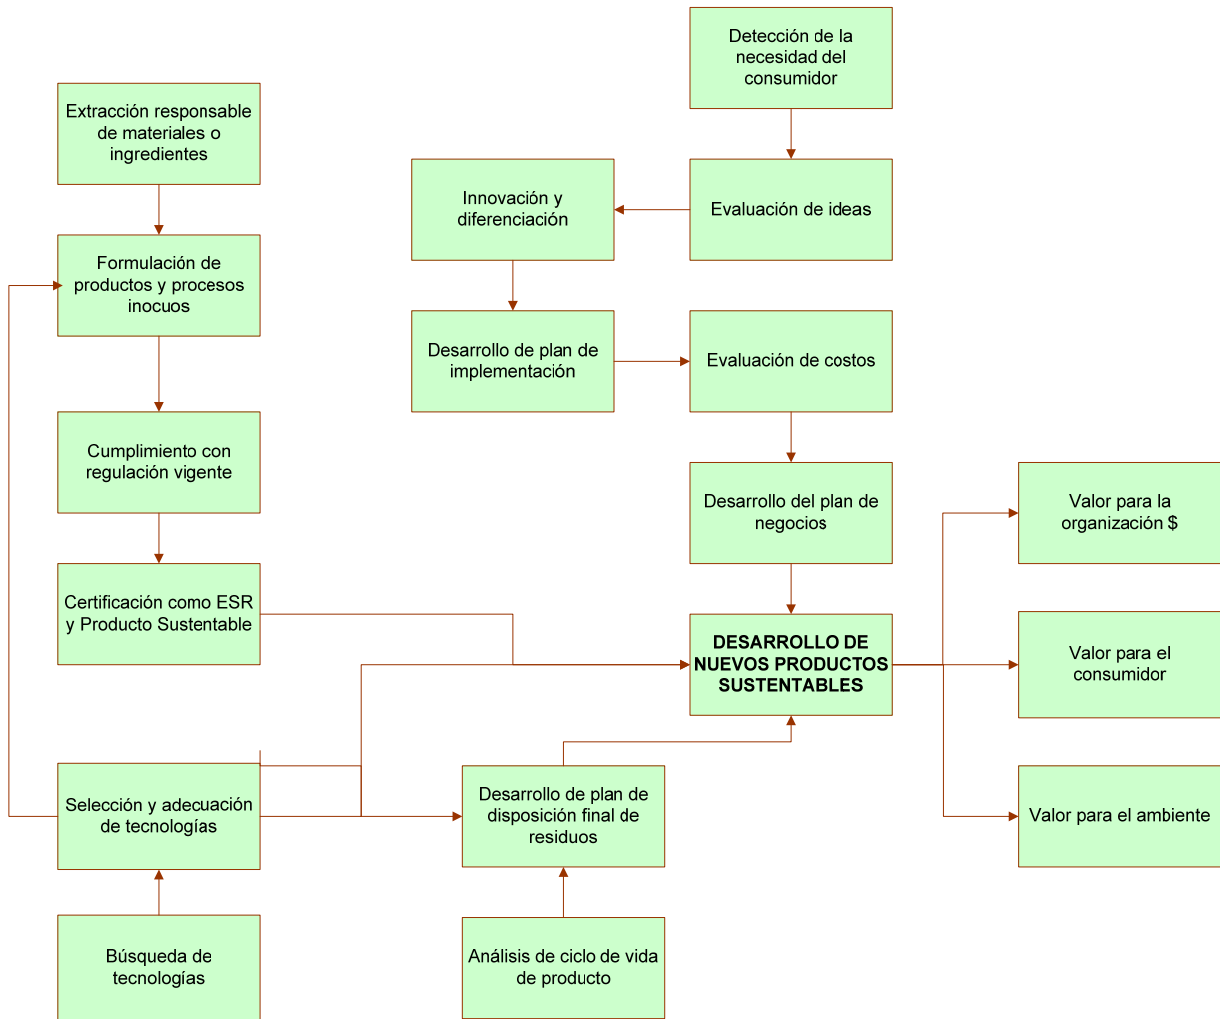 Detección de la
necesidad del
consumidor
Extracción responsable
de materiales o
ingredientes
Innovación y
diferenciación
Evaluación de ideas
Formulación de
productos y procesos
inocuos
Desarrollo de plan de
implementación
Evaluación de costos
Cumplimiento con
regulación vigente
Desarrollo del plan de
negocios
Valor para la
organización $
Certificación como ESR
y Producto Sustentable
DESARROLLO DE
NUEVOS PRODUCTOS
SUSTENTABLES
Valor para el
consumidor
Selección y adecuación
de tecnologías
Desarrollo de plan de
disposición final de
residuos
Valor para el ambiente
Búsqueda de
tecnologías
Análisis de ciclo de vida
de producto